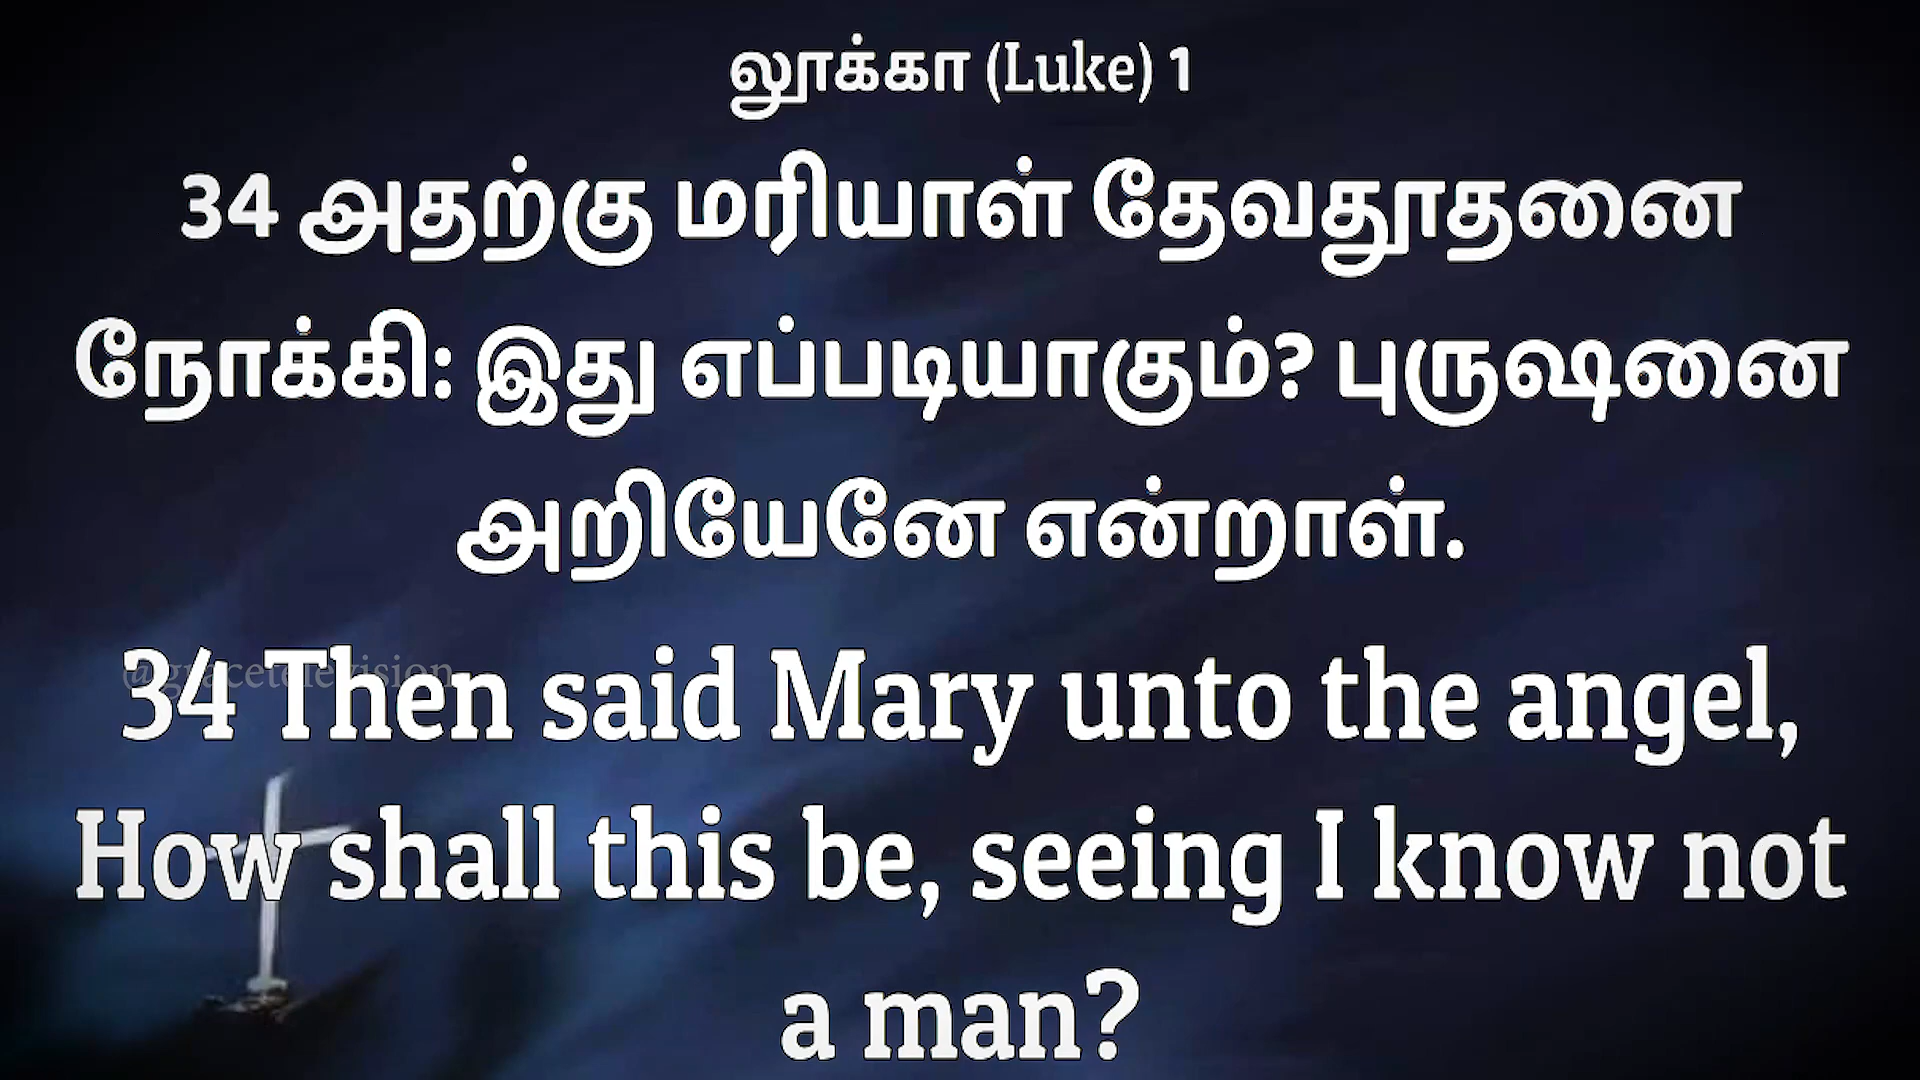 லூக்கா (Luke) 1
34 அதற்கு மரியாள் தேவதூதனை
நோக்கி: இது எப்படியாகும்? புருஷனை
அறியேனே என்றாள்.
@gracetelevision
34 Then said Mary unto the angel,
How shall this be, seeing I know not
a man?